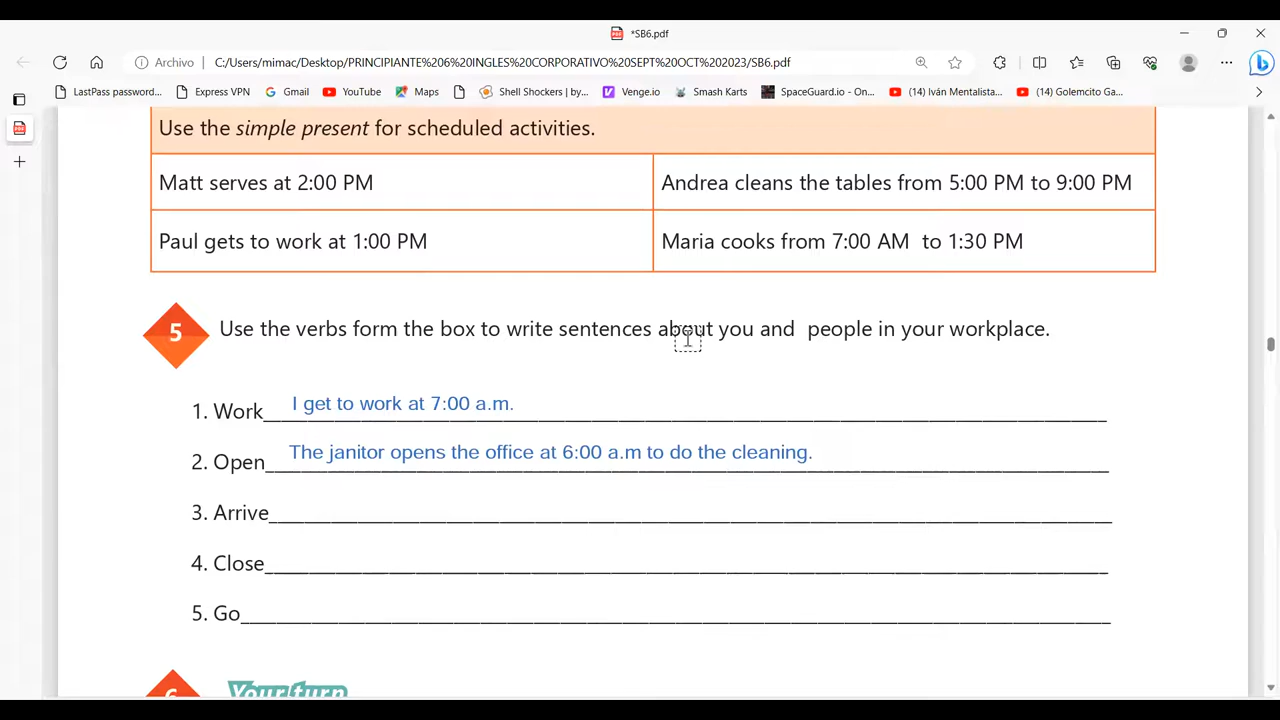 *SB6.pdf
Archivo C:/Users/mimac/Desktop/PRINCIPIANTE%206%20INGLES%20CORPORATIVO%20SEPT%20OCT%202023/SB6.pdf
LastPass password... Express VPN Gmail YouTube Maps Shell Shockers | by... Venge.io Smash Karts SpaceGuard.io - On... (14) Iván Mentalista... (14) Golemcito Ga...
Use the simple present for scheduled activities.
Matt serves at 2:00 PM Andrea cleans the tables from 5:00 PM to 9:00 PM
Paul gets to work at 1:00 PM Maria cooks from 7:00 AM to 1:30 PM
5 Use the verbs form the box to write sentences about you and people in your workplace.
1. Work I get to work at 7:00 a.m.
2. Open The janitor opens the office at 6:00 a.m to do the cleaning.
3. Arrive
4. Close
5. Go
6 Your turn